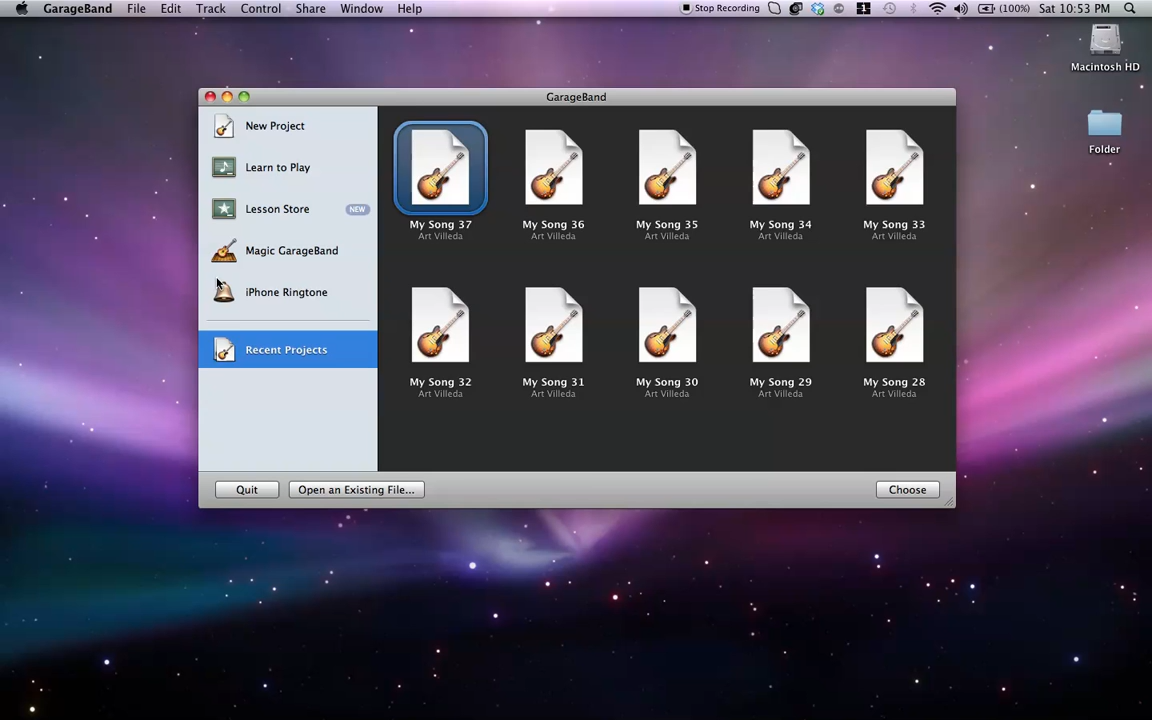 GarageBand File Edit Track Control Share Window Help Stop Recording 1 (100%) Sat 10:53 PM
Macintosh HD
Folder
GarageBand
New Project
Learn to Play
Lesson Store NEW
Magic GarageBand
iPhone Ringtone
Recent Projects
My Song 37 My Song 36 My Song 35 My Song 34 My Song 33
Art Villeda Art Villeda Art Villeda Art Villeda Art Villeda
My Song 32 My Song 31 My Song 30 My Song 29 My Song 28
Art Villeda Art Villeda Art Villeda Art Villeda Art Villeda
Quit Open an Existing File... Choose